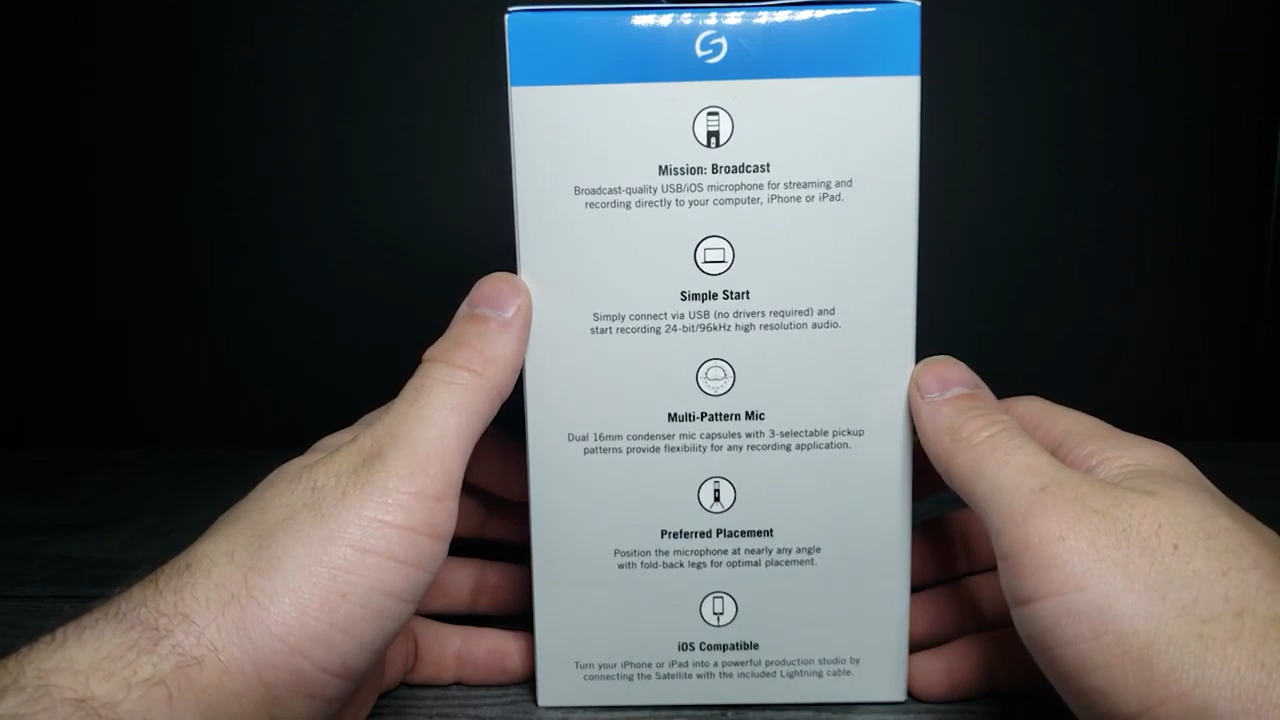 Mission: Broadcast
Broadcast-quality USB/iOS microphone for streaming and
recording directly to your computer, iPhone or iPad.
Simple Start
Simply connect via USB (no drivers required) and
start recording 24-bit/96kHz high resolution audio.
Multi-Pattern Mic
Dual 16mm condenser mic capsules with 3-selectable pickup
patterns provide flexibility for any recording application.
Preferred Placement
Position the microphone at nearly any angle
with fold-back legs for optimal placement.
iOS Compatible
Turn your iPhone or iPad into a powerful production studio by
connecting the Satellite with the included Lightning cable.